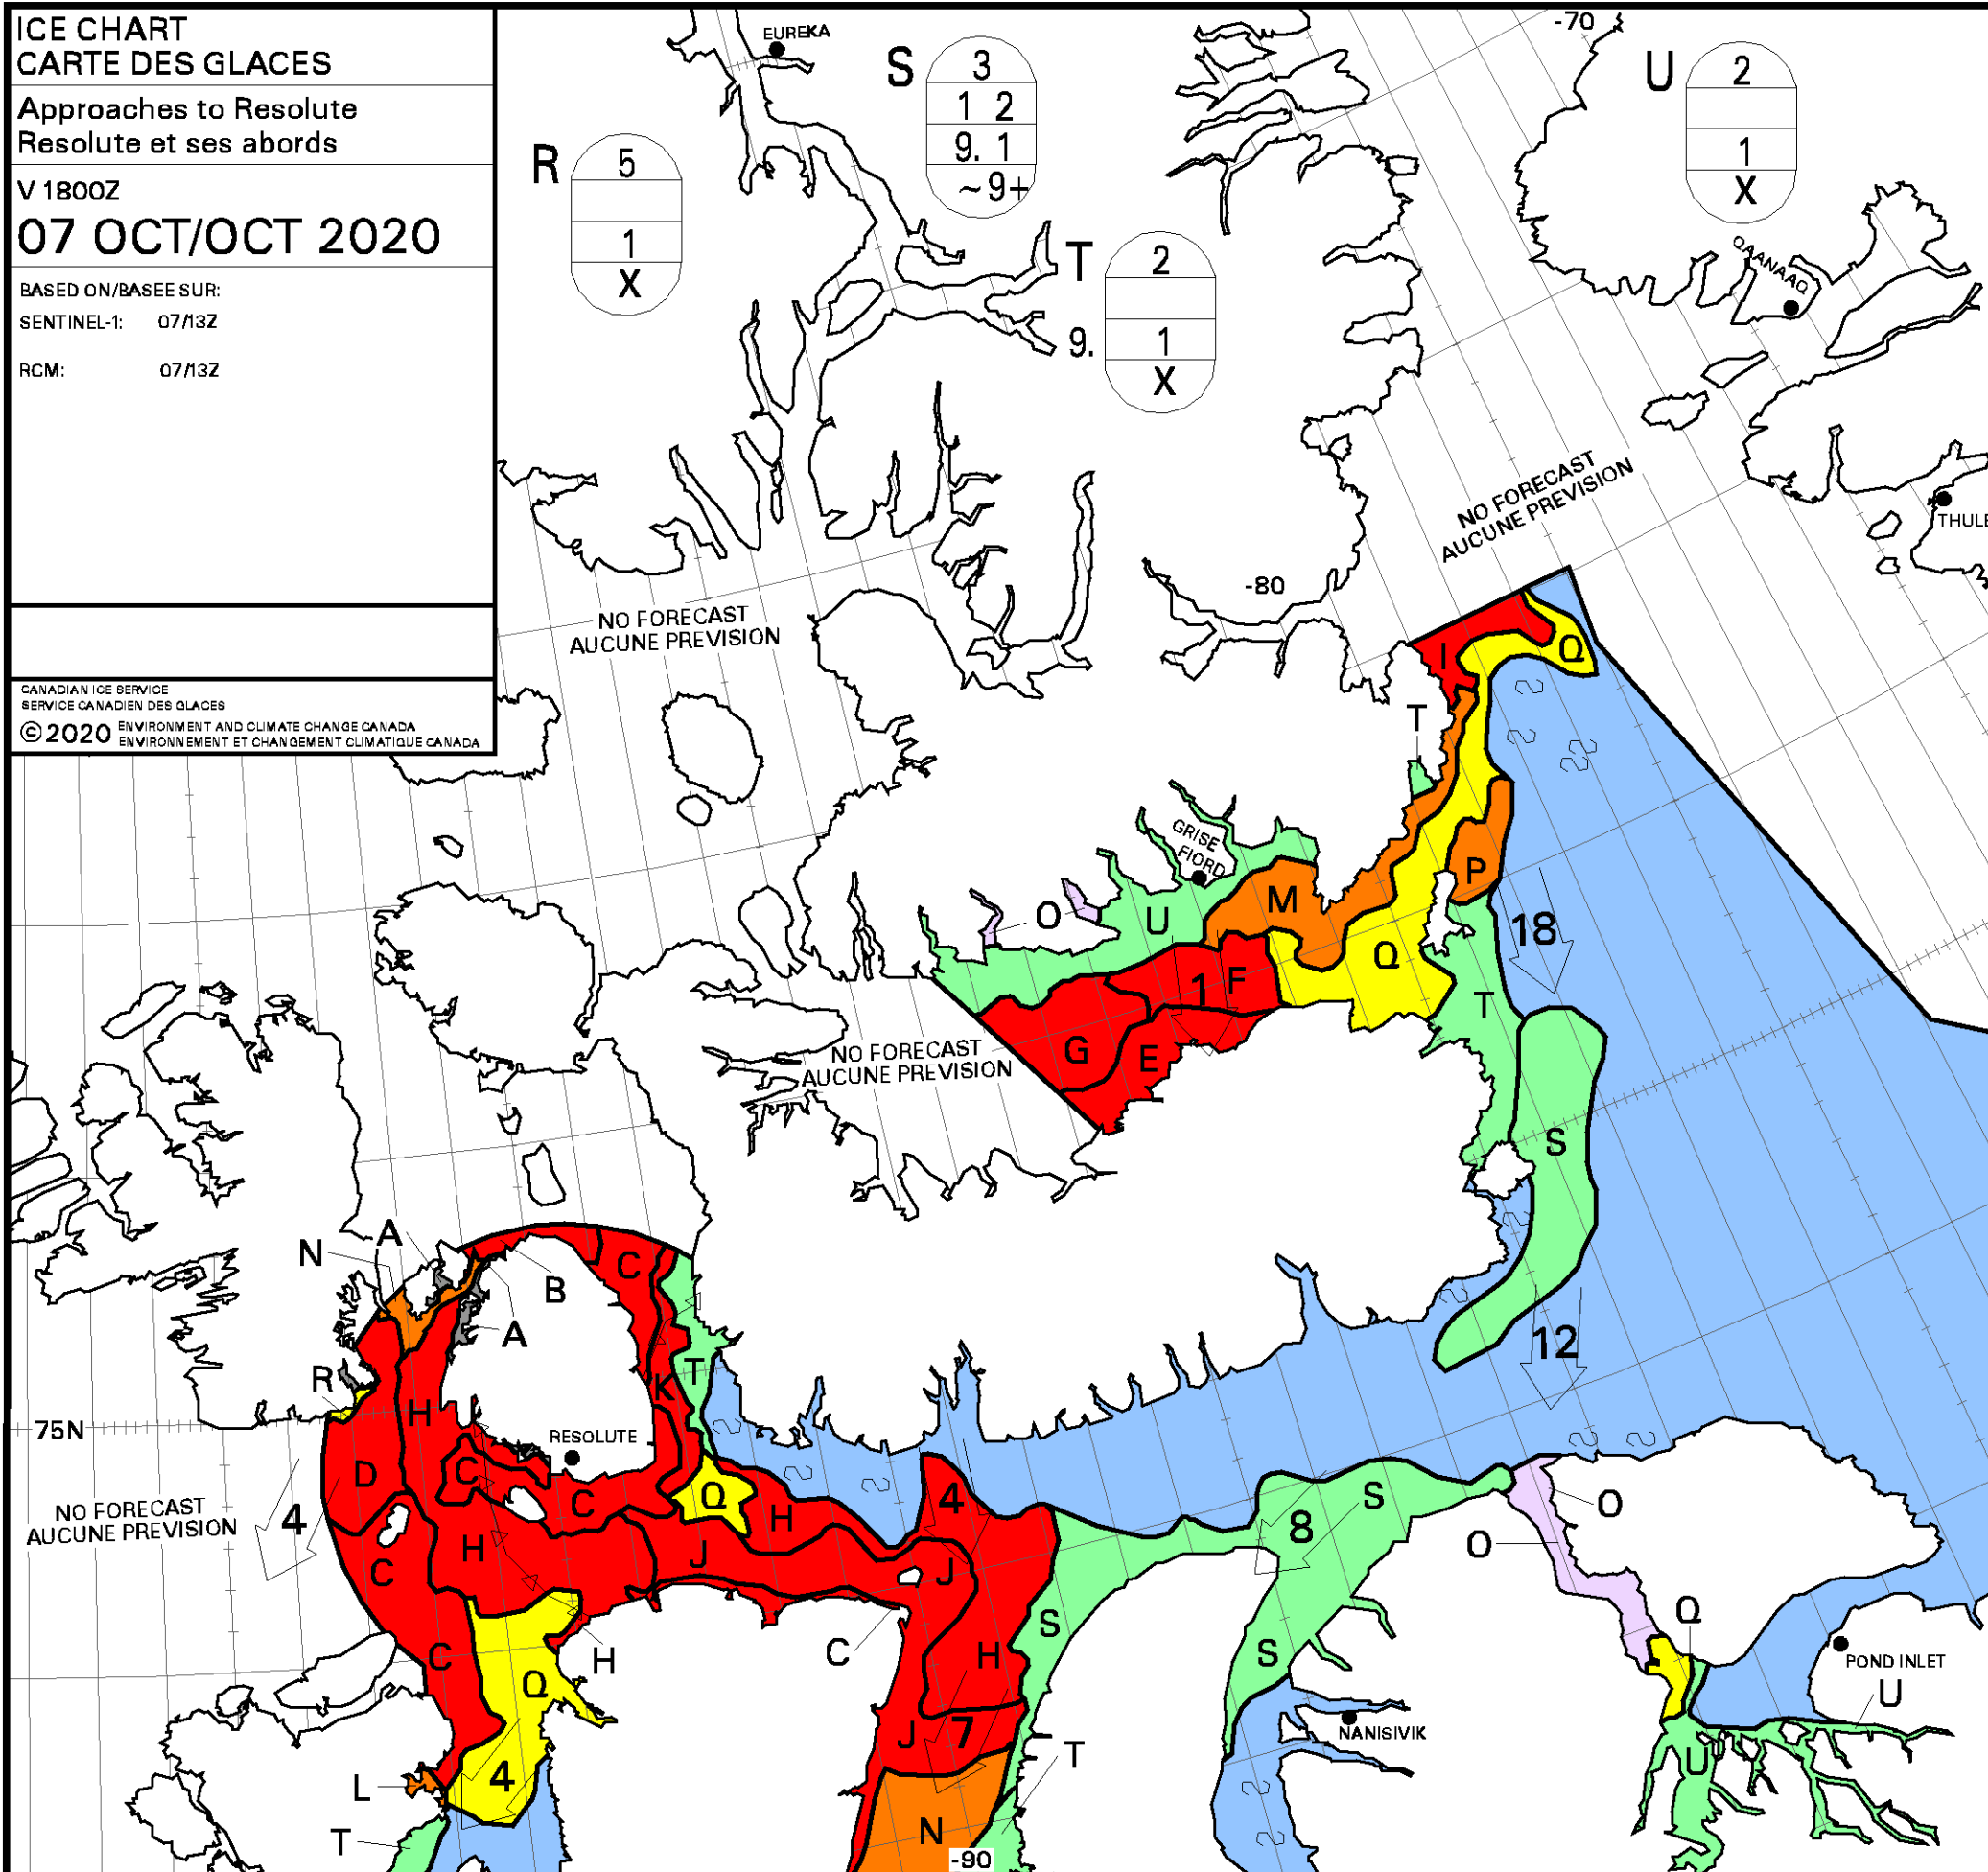 ICE CHART
CARTE DES GLACES
Approaches to Resolute
Resolute et ses abords
V 1800Z
07 OCT/OCT 2020
BASED ON/BASEE SUR:
SENTINEL-1: 07/13Z
RCM: 07/13Z
CANADIAN ICE SERVICE
SERVICE CANADIEN DES GLACES
© 2020 ENVIRONMENT AND CLIMATE CHANGE CANADA
ENVIRONNEMENT ET CHANGEMENT CLIMATIQUE CANADA
EUREKA
R
5
1
X
S
3
1 2
9. 1
~9+
T
2
9. 1
X
U
2
1
X
-70
QAANAAQ
THULE
NO FORECAST
AUCUNE PREVISION
-80
NO FORECAST
AUCUNE PREVISION
I
Q
T
GRISE
FIORD
P
M
O
U
18
Q
1
F
T
G
E
NO FORECAST
AUCUNE PREVISION
S
A
N
C
B
A
12
T
R
K
H
75N
RESOLUTE
C
D
Q
C
H
4
S
O
NO FORECAST
AUCUNE PREVISION
4
8
H
J
J
O
C
S
Q
C
H
C
H
S
POND INLET
Q
U
J
7
NANISIVIK
T
U
L
4
T
N
-90